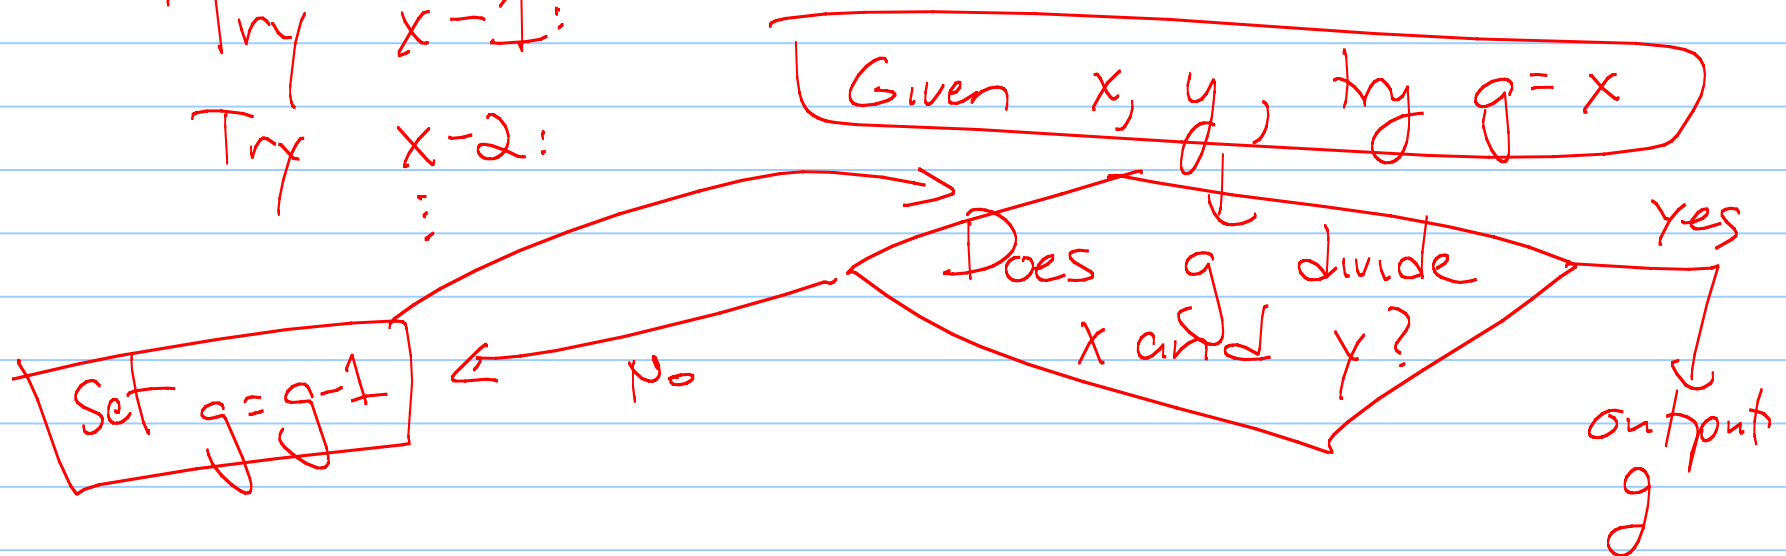 Try x-1:
Try x-2:
⋮
Given x, y, try g=x
Does g divide
x and y?
yes
output
g
No
Set g=g-1